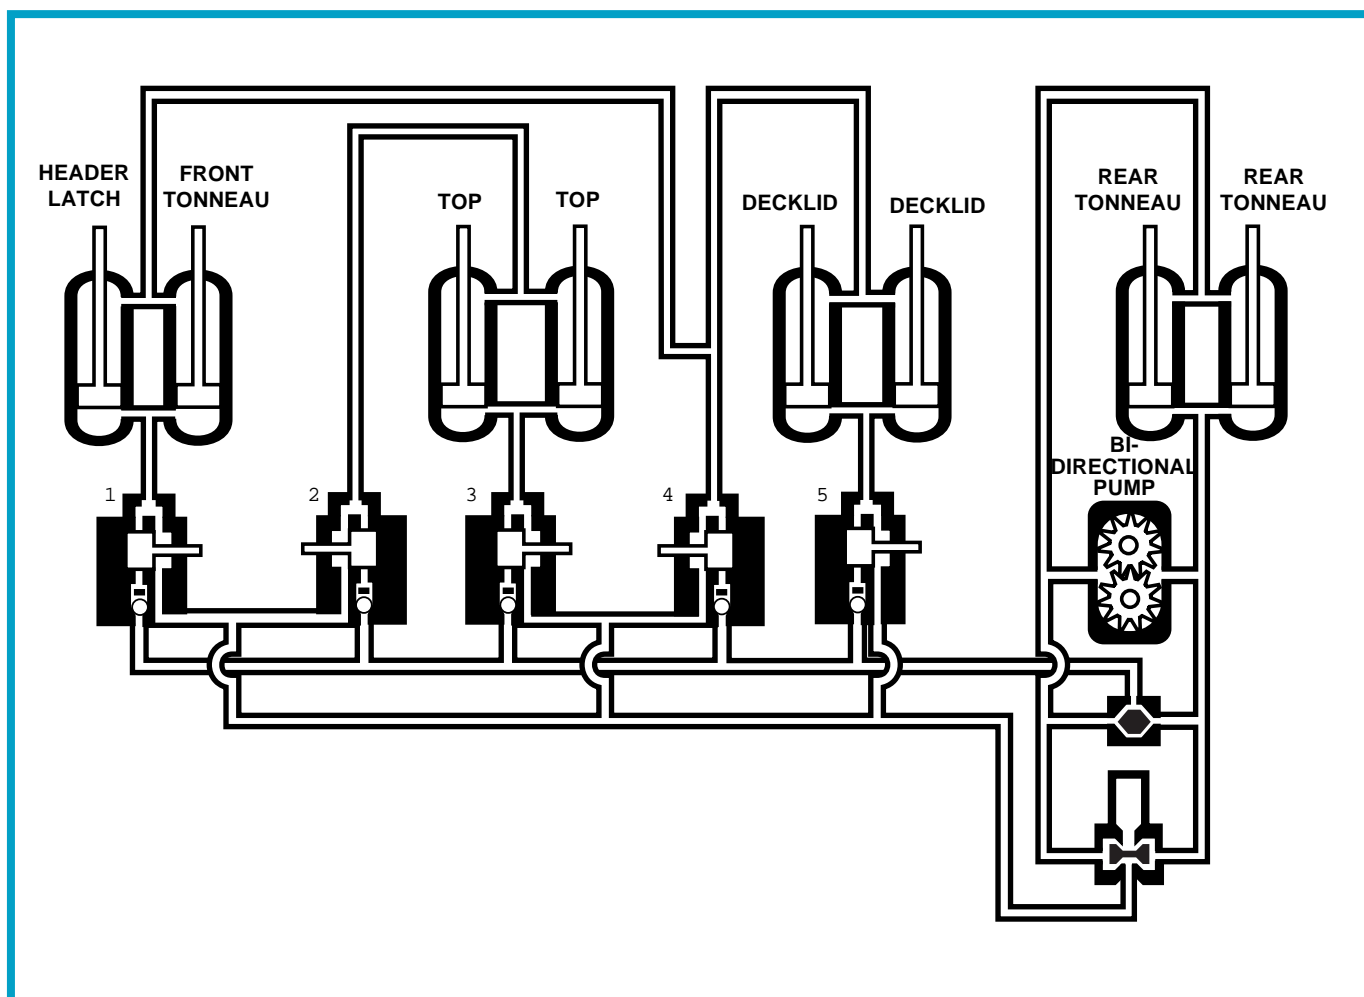 HEADER
LATCH
FRONT
TONNEAU
TOP
TOP
DECKLID
DECKLID
REAR
TONNEAU
REAR
TONNEAU
BI-
DIRECTIONAL
PUMP
1
2
3
4
5